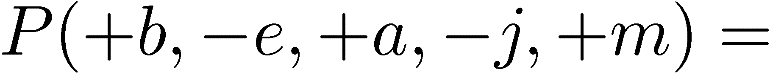 P(+b, −e, +a, −j, +m) =